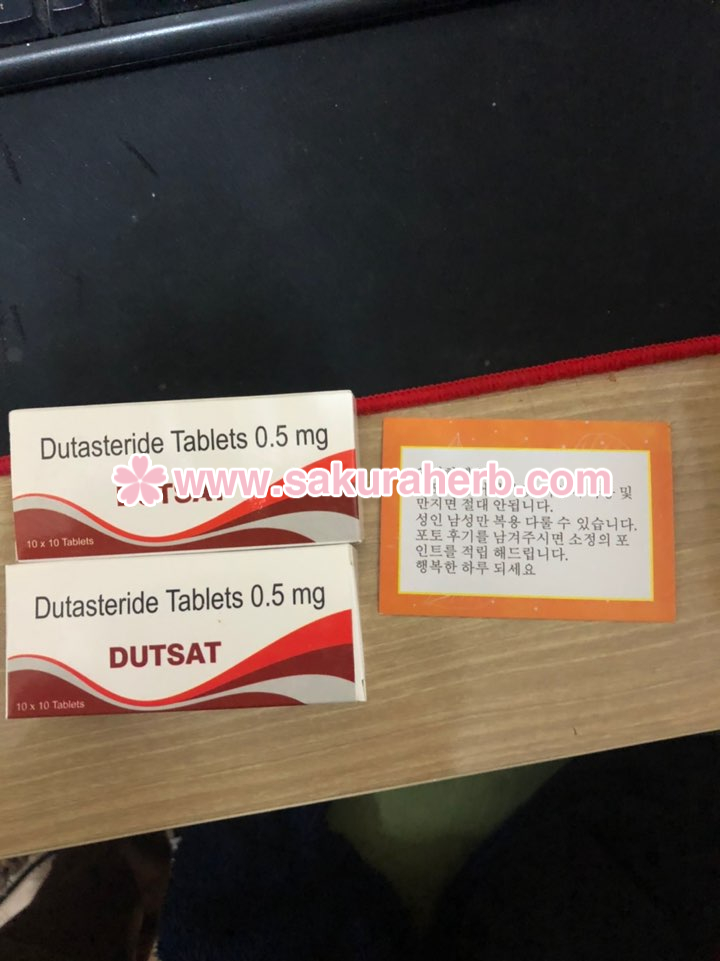 Dutasteride Tablets 0.5 mg
www.sakuraherb.com
10 x 10 Tablets
Dutasteride Tablets 0.5 mg
DUTSAT
10 x 10 Tablets
및
만지면 절대 안됩니다.
성인 남성만 복용 다룰 수 있습니다.
포토 후기를 남겨주시면 소정의 포
인트를 적립 해드립니다.
행복한 하루 되세요